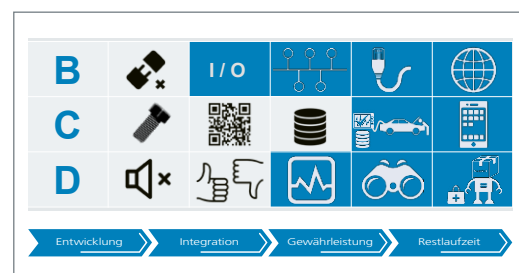 B
I / O
C
D
Entwicklung
Integration
Gewährleistung
Restlaufzeit